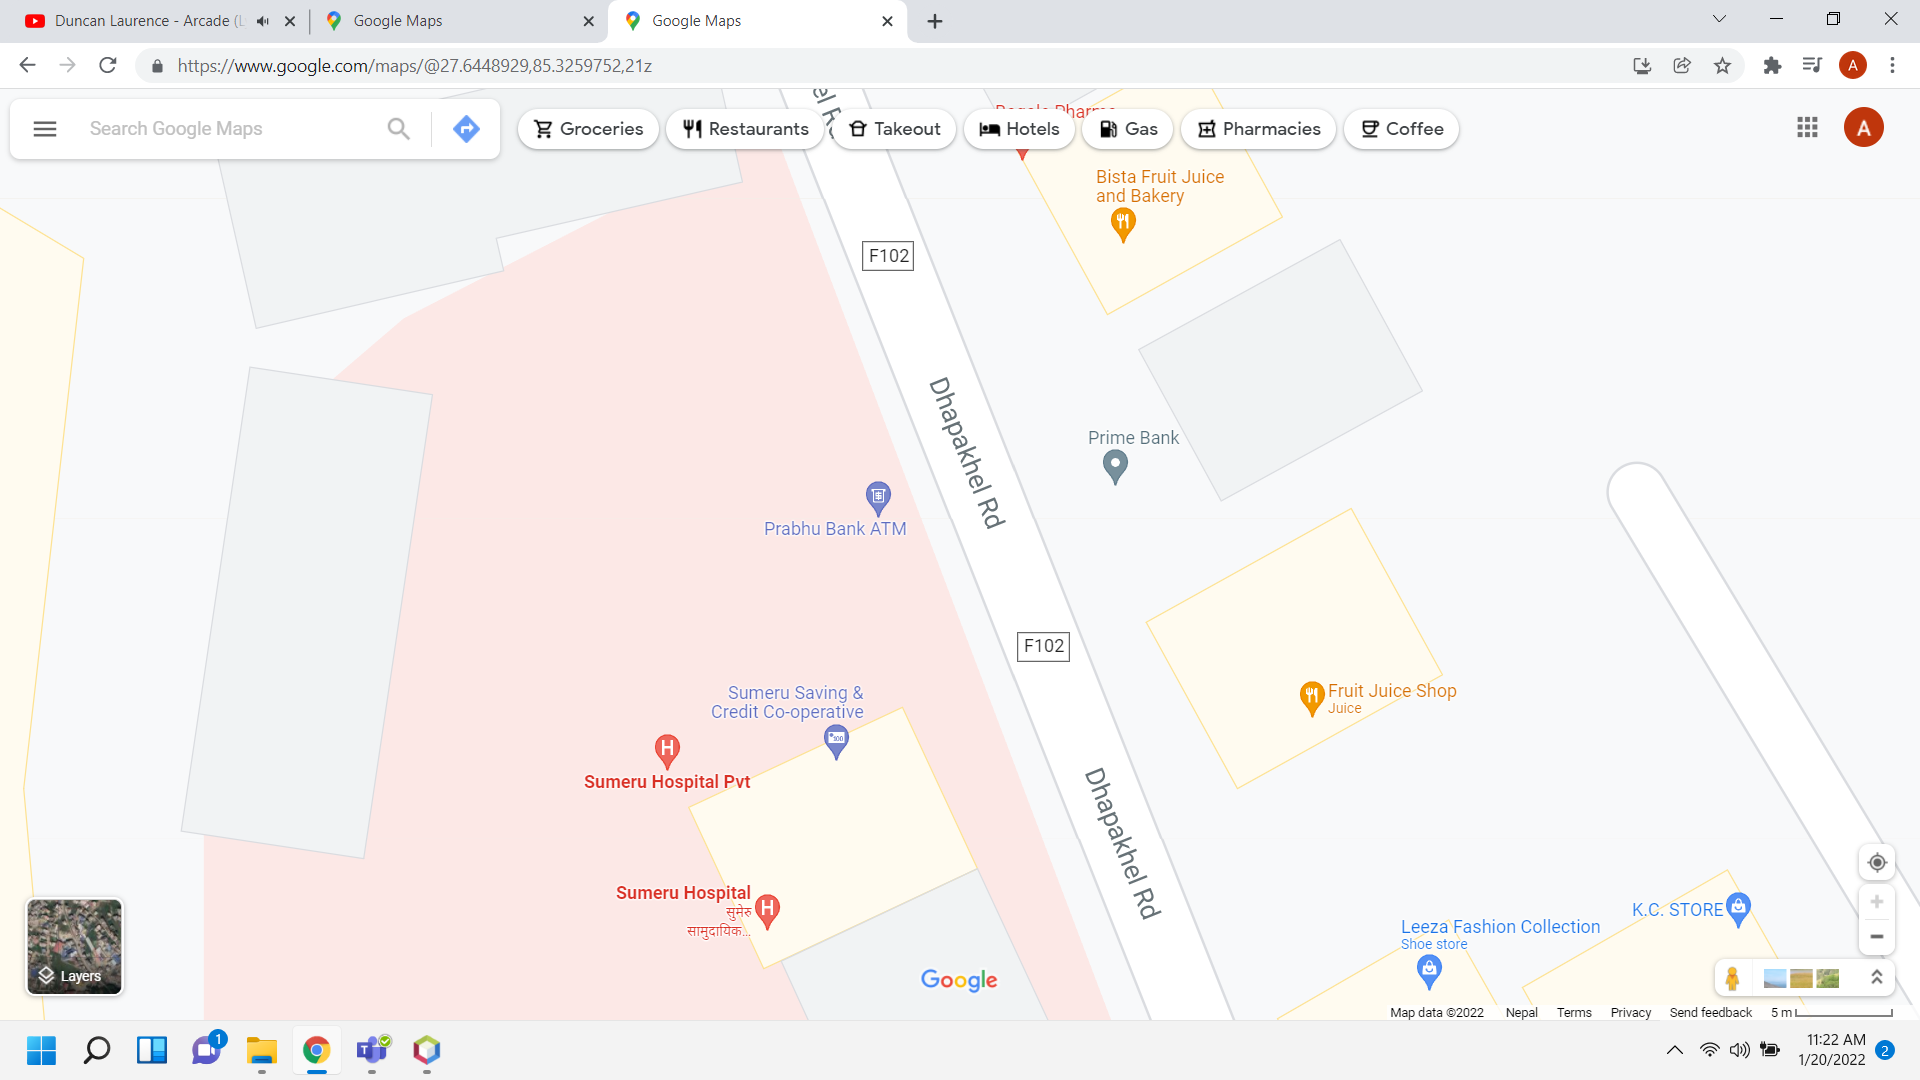 Duncan Laurence - Arcade (L
Google Maps
Google Maps
https://www.google.com/maps/@27.6448929,85.3259752,21z
A
Search Google Maps
Groceries
Restaurants
Takeout
Hotels
Gas
Pharmacies
Coffee
A
Bista Fruit Juice
and Bakery
F102
Dhapakhel Rd
Prime Bank
Prabhu Bank ATM
F102
Sumeru Saving &
Credit Co-operative
Fruit Juice Shop
Juice
H
Sumeru Hospital Pvt
Dhapakhel Rd
Sumeru Hospital
H
सुमेरु
सामुदायिक...
K.C. STORE
Leeza Fashion Collection
Shoe store
Layers
Google
Map data ©2022 Nepal Terms Privacy Send feedback 5 m
1
11:22 AM
1/20/2022
2